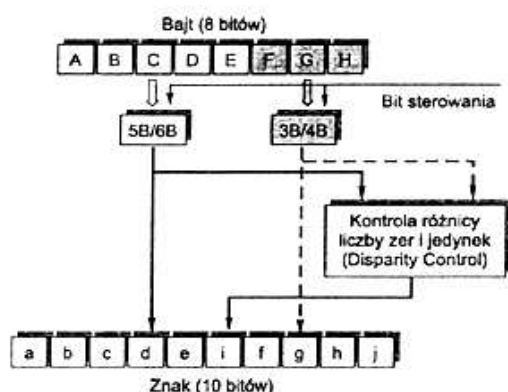 Bajt (8 bitów)
A B C D E F G H
Bit sterowania
5B/6B
3B/4B
Kontrola różnicy
liczby zer i jedynek
(Disparity Control)
a b c d e i f g h j
Znak (10 bitów)